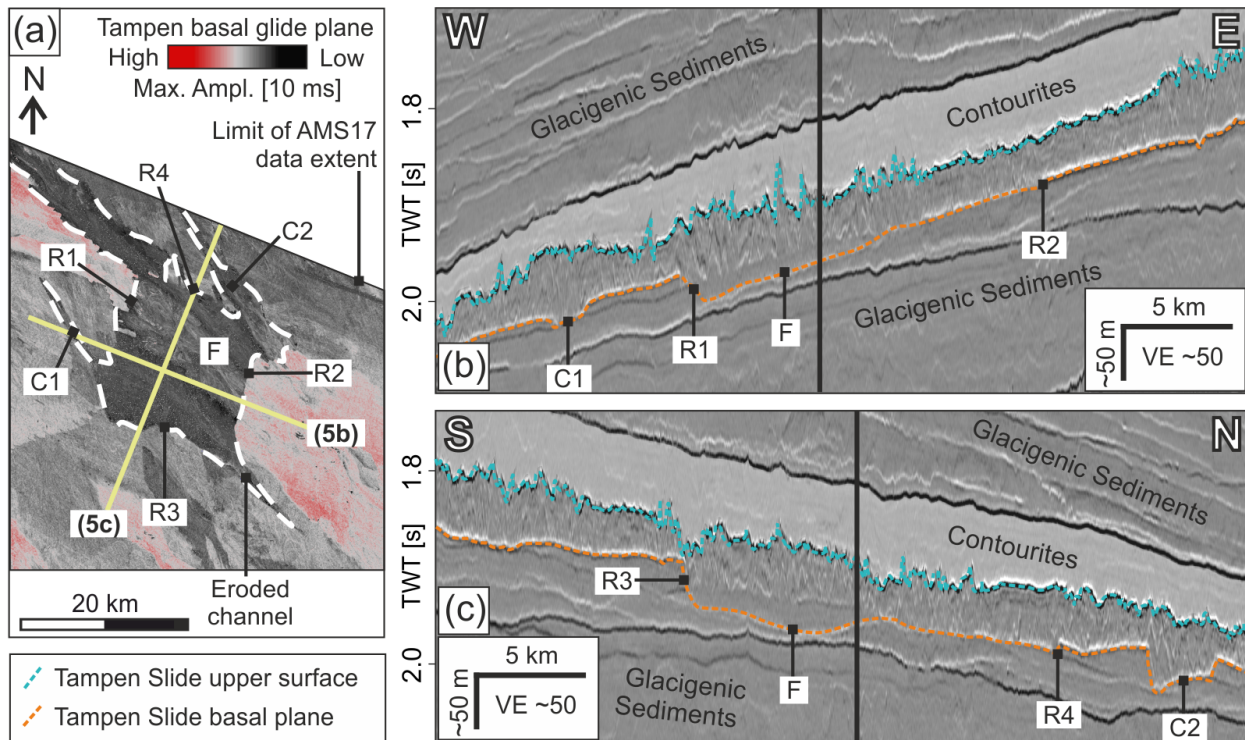 (a)
Tampen basal glide plane
High
Low
Max. Ampl. [10 ms]
N
Limit of AMS17
data extent
R4
C2
R1
F
C1
R2
(5b)
(5c)
R3
Eroded
channel
20 km
Tampen Slide upper surface
Tampen Slide basal plane
W
E
Glacigenic Sediments
Contourites
1.8
TWT [s]
2.0
R2
F
R1
C1
Glacigenic Sediments
5 km
~50 m
VE ~50
(b)
S
N
Glacigenic Sediments
1.8
Contourites
TWT [s]
R3
(c)
2.0
5 km
~50 m
VE ~50
Glacigenic
Sediments
F
R4
C2